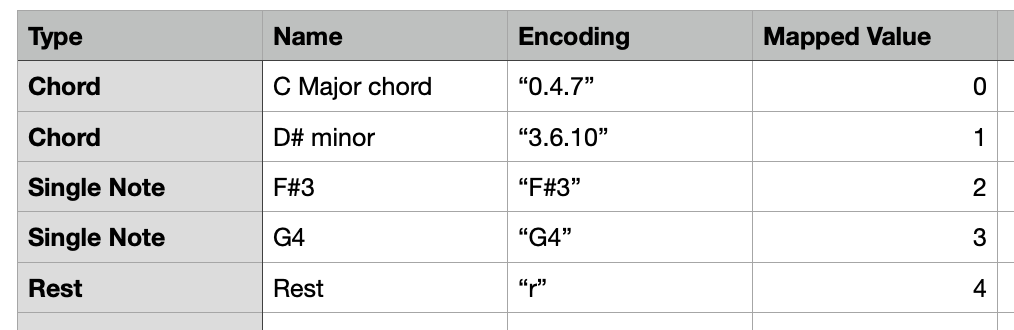 Type Name Encoding Mapped Value
Chord C Major chord “0.4.7” 0
Chord D# minor “3.6.10” 1
Single Note F#3 “F#3” 2
Single Note G4 “G4” 3
Rest Rest “r” 4